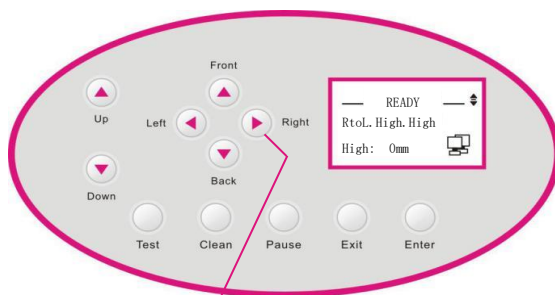 Front
Up
Left
Right
Back
Down
READY
RtoL. High. High
High: 0mm
Test Clean Pause Exit Enter